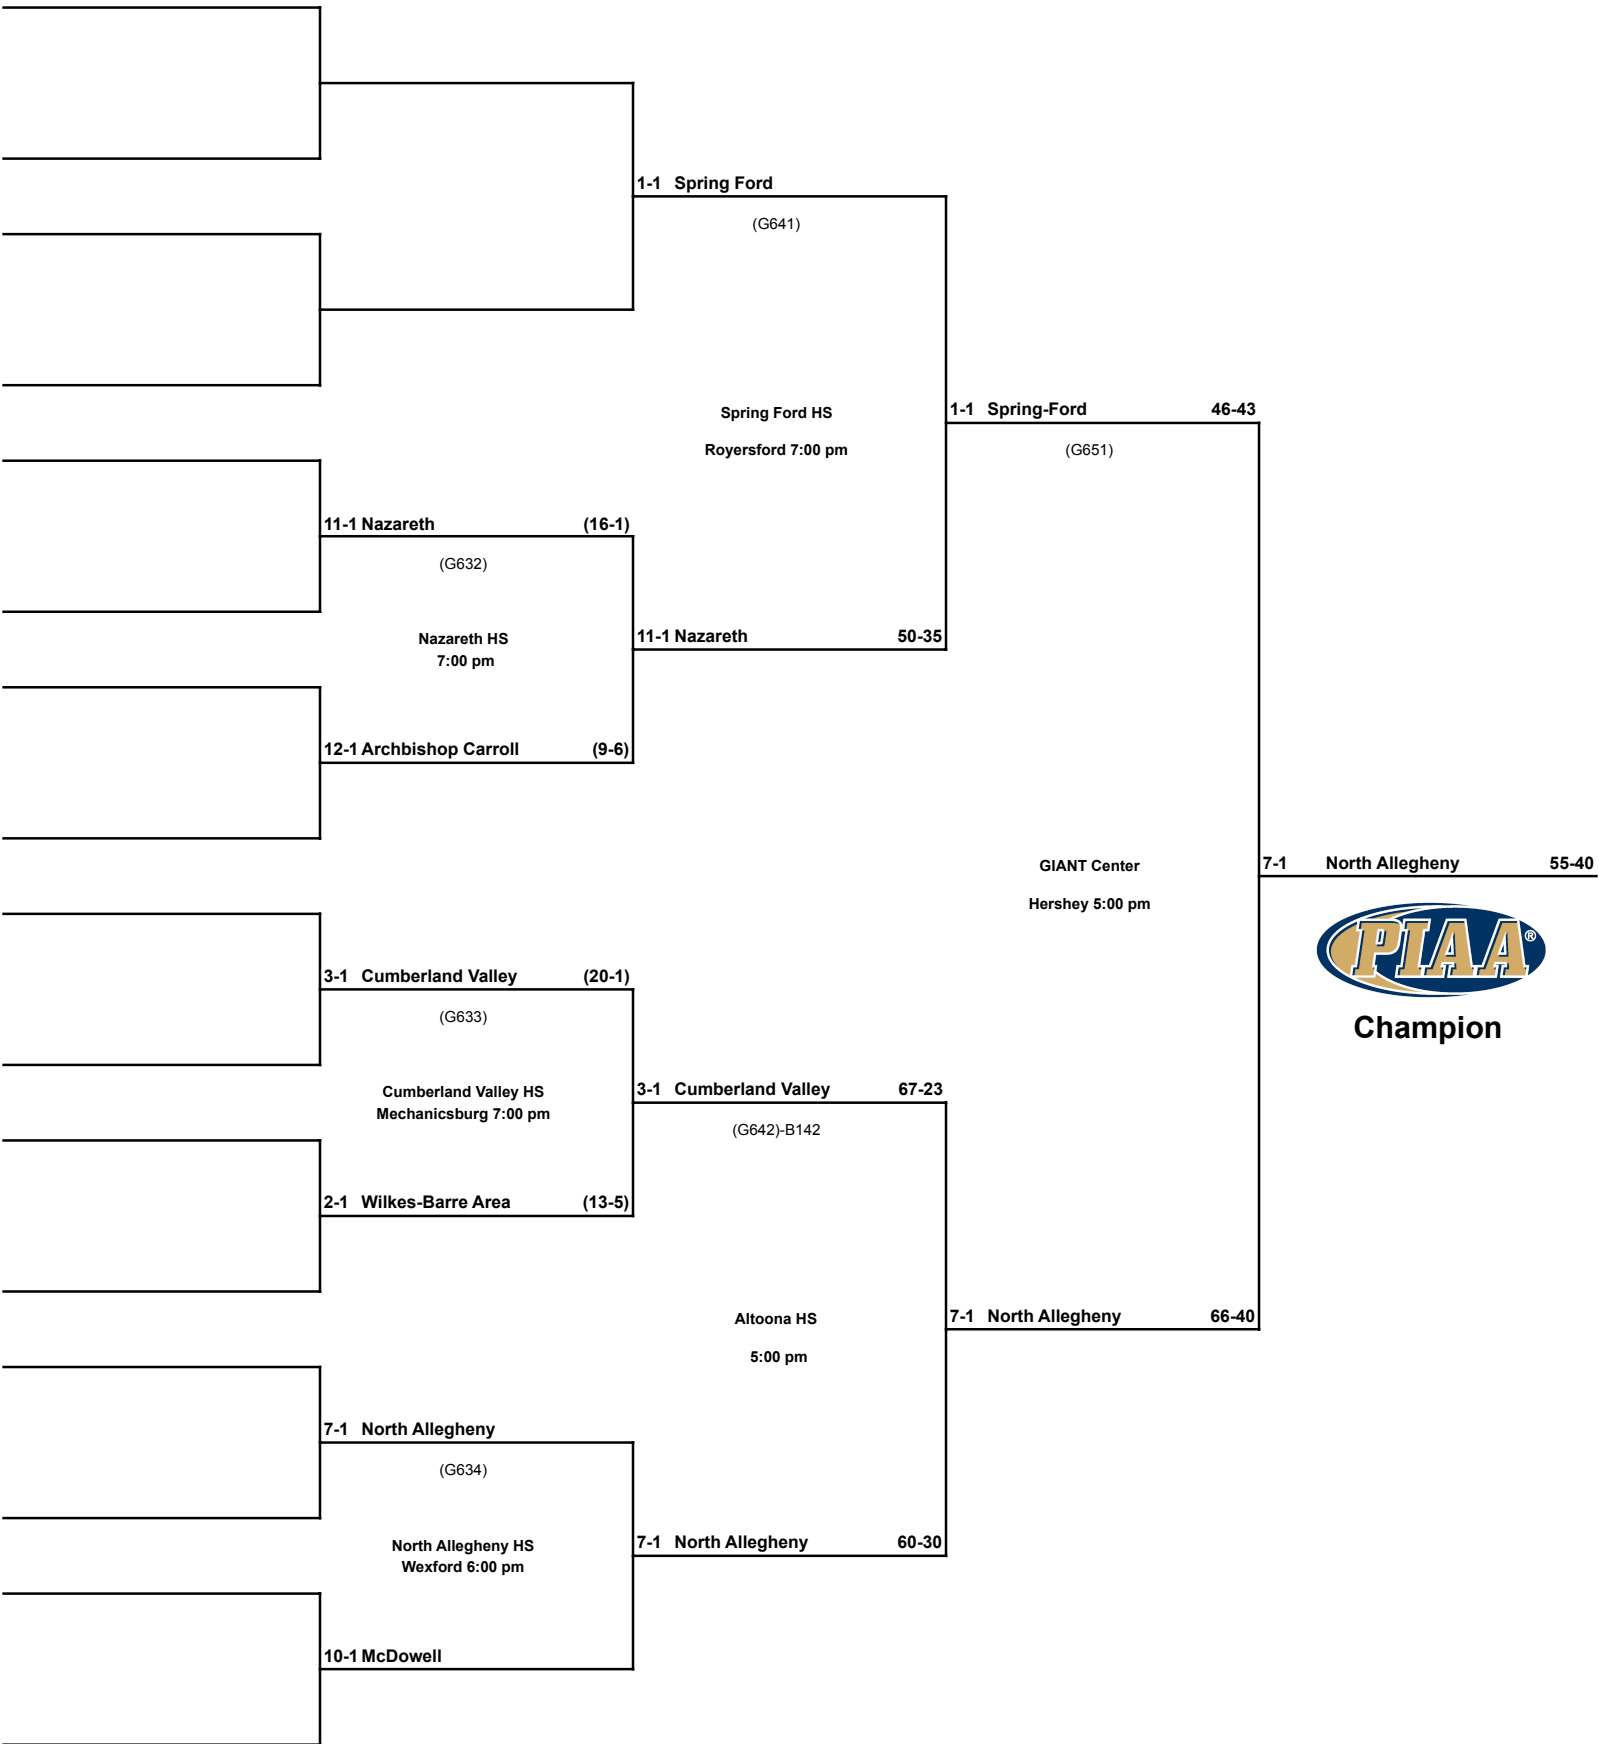 1-1 Spring Ford
(G641)
Spring Ford HS
Royersford 7:00 pm
1-1 Spring-Ford 46-43
(G651)
11-1 Nazareth (16-1)
(G632)
Nazareth HS
7:00 pm
11-1 Nazareth 50-35
12-1 Archbishop Carroll (9-6)
GIANT Center
Hershey 5:00 pm
7-1 North Allegheny 55-40
PIAA®
Champion
3-1 Cumberland Valley (20-1)
(G633)
Cumberland Valley HS
Mechanicsburg 7:00 pm
3-1 Cumberland Valley 67-23
(G642)-B142
2-1 Wilkes-Barre Area (13-5)
Altoona HS
5:00 pm
7-1 North Allegheny 66-40
7-1 North Allegheny
(G634)
North Allegheny HS
Wexford 6:00 pm
7-1 North Allegheny 60-30
10-1 McDowell